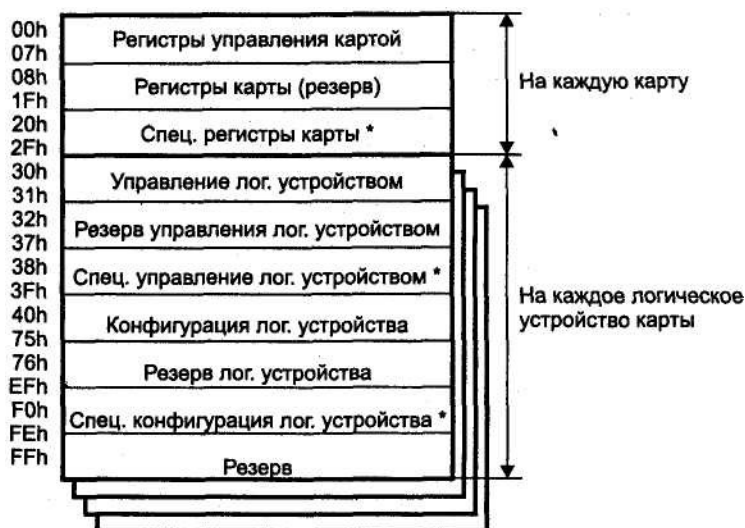 00h
07h
Регистры управления картой
08h
1Fh
Регистры карты (резерв)
20h
2Fh
Спец. регистры карты *
На каждую карту
30h
31h
Управление лог. устройством
32h
37h
Резерв управления лог. устройством
38h
3Fh
Спец. управление лог. устройством *
40h
75h
Конфигурация лог. устройства
76h
EFh
Резерв лог. устройства
F0h
FEh
Спец. конфигурация лог. устройства *
FFh
Резерв
На каждое логическое
устройство карты